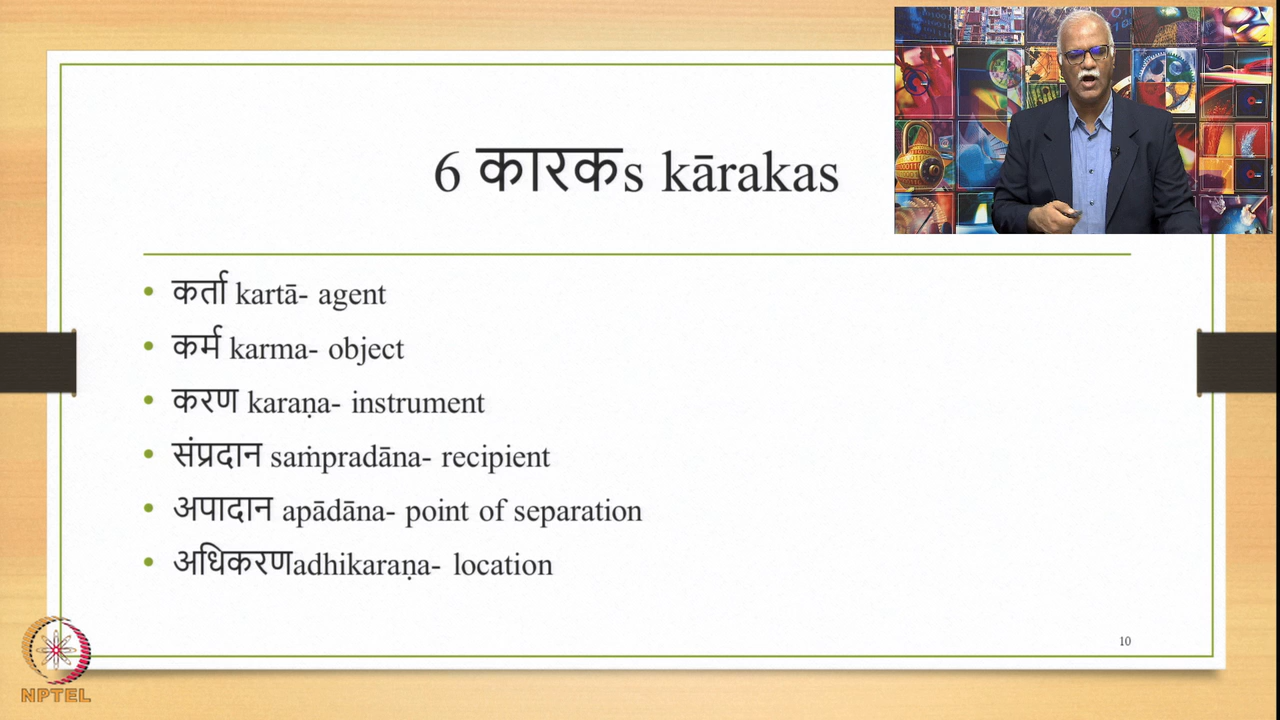 6 कारकs kārakas
कर्ता kartā- agent
कर्म karma- object
करण karaṇa- instrument
संप्रदान saṁpradāna- recipient
अपादान apādāna- point of separation
अधिकरणadhikaraṇa- location
10
NPTEL